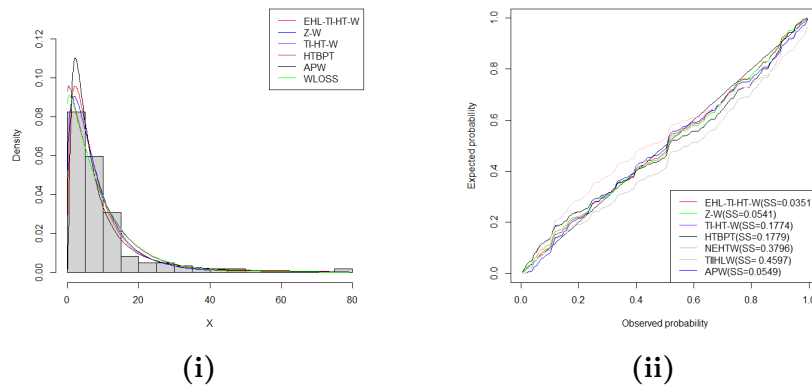 EHL-TI-HT-W
Z-W
TI-HT-W
HTBPT
APW
WLOSS
Density
0.12
0.10
0.08
0.06
0.04
0.02
0.00
0 20 40 60 80
X
(i)
Expected probability
1.0
0.8
0.6
0.4
0.2
0.0
EHL-TI-HT-W(SS=0.0351
Z-W(SS=0.0541)
TI-HT-W(SS=0.1774)
HTBPT(SS=0.1779)
NEHTW(SS=0.3796)
TIIHLW(SS= 0.4597)
APW(SS=0.0549)
0.0 0.2 0.4 0.6 0.8 1.0
Observed probability
(ii)